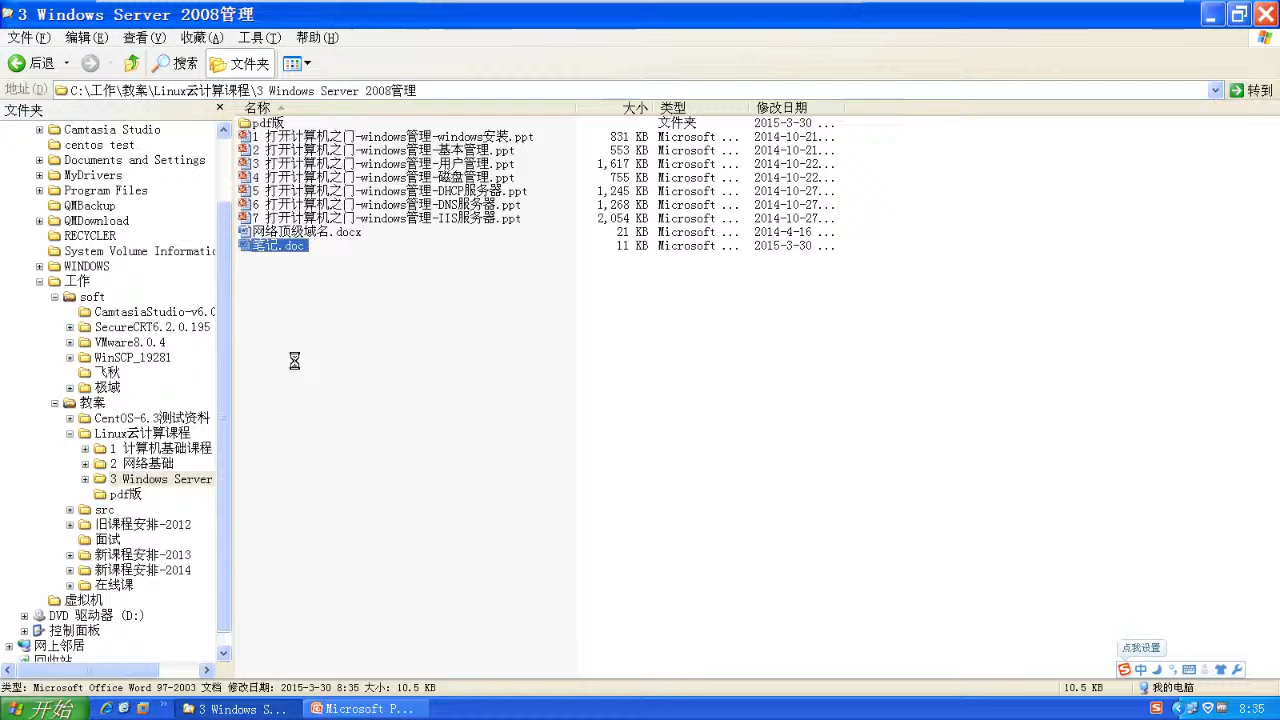 3 Windows Server 2008管理
文件(F) 编辑(E) 查看(V) 收藏(A) 工具(T) 帮助(H)
后退 搜索 文件夹
地址(D) C:\工作\教案\Linux云计算课程\3 Windows Server 2008管理 转到
文件夹
Camtasia Studio
centos test
Documents and Settings
MyDrivers
Program Files
QMBackup
QMDownload
RECYCLER
System Volume Informatic
WINDOWS
工作
soft
CamtasiaStudio-v6.0
SecureCRT6.2.0.195
VMware8.0.4
WinSCP_19281
飞秋
极域
教案
CentOS-6.3测试资料
Linux云计算课程
1 计算机基础课程
2 网络基础
3 Windows Server
pdf版
src
旧课程安排-2012
面试
新课程安排-2013
新课程安排-2014
在线课
虚拟机
DVD 驱动器 (D:)
控制面板
网上邻居
回收站
名称 大小 类型 修改日期
pdf版 文件夹 2015-3-30 ...
1 打开计算机之门-windows管理-windows安装.ppt 831 KB Microsoft ... 2014-10-21...
2 打开计算机之门-windows管理-基本管理.ppt 553 KB Microsoft ... 2014-10-21...
3 打开计算机之门-windows管理-用户管理.ppt 1,617 KB Microsoft ... 2014-10-22...
4 打开计算机之门-windows管理-磁盘管理.ppt 755 KB Microsoft ... 2014-10-22...
5 打开计算机之门-windows管理-DHCP服务器.ppt 1,245 KB Microsoft ... 2014-10-27...
6 打开计算机之门-windows管理-DNS服务器.ppt 1,268 KB Microsoft ... 2014-10-27...
7 打开计算机之门-windows管理-IIS服务器.ppt 2,054 KB Microsoft ... 2014-10-27...
网络顶级域名.docx 21 KB Microsoft ... 2014-4-16 ...
笔记.doc 11 KB Microsoft ... 2015-3-30 ...
点我设置
中
类型: Microsoft Office Word 97-2003 文档 修改日期: 2015-3-30 8:35 大小: 10.5 KB 10.5 KB 我的电脑
开始 3 Windows S... Microsoft P... 8:35